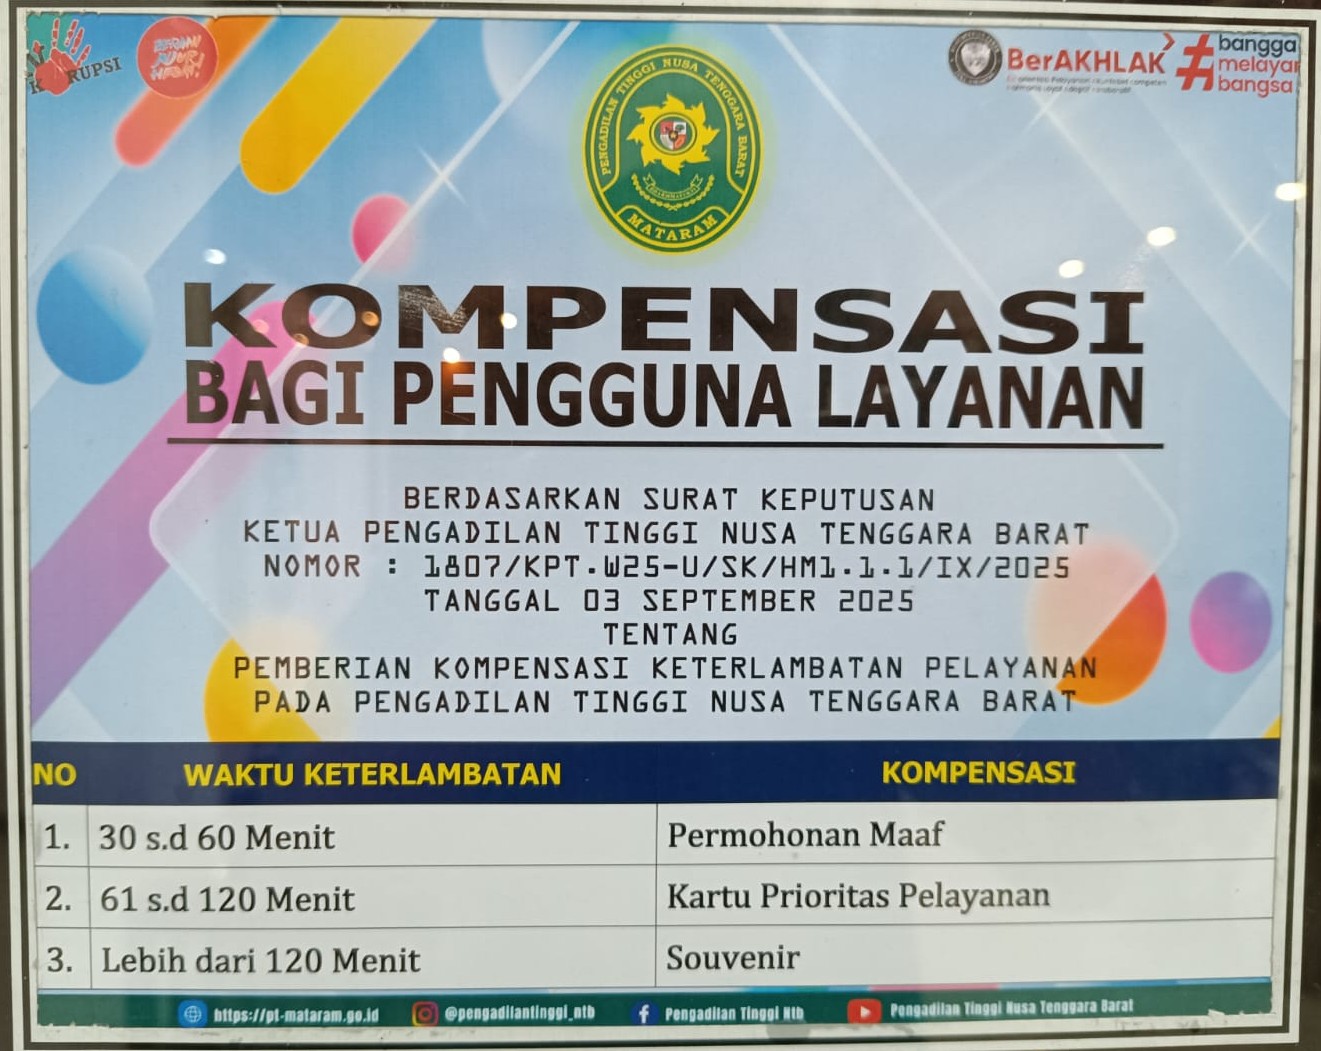 KORUPSI
BerAKHLAK
#
bangga
melayani
bangsa
PENGADILAN TINGGI NUSA TENGGARA BARAT
MATARAM
KOMPENSASI
BAGI PENGGUNA LAYANAN
BERDASARKAN SURAT KEPUTUSAN
KETUA PENGADILAN TINGGI NUSA TENGGARA BARAT
NOMOR : 1807/KPT.W25-U/SK/HM1.1.1/IX/2025
TANGGAL 03 SEPTEMBER 2025
TENTANG
PEMBERIAN KOMPENSASI KETERLAMBATAN PELAYANAN
PADA PENGADILAN TINGGI NUSA TENGGARA BARAT
NO WAKTU KETERLAMBATAN KOMPENSASI
1. 30 s.d 60 Menit Permohonan Maaf
2. 61 s.d 120 Menit Kartu Prioritas Pelayanan
3. Lebih dari 120 Menit Souvenir
https://pt-mataram.go.id @pengadilantinggi_ntb Pengadilan Tinggi Ntb Pengadilan Tinggi Nusa Tenggara Barat